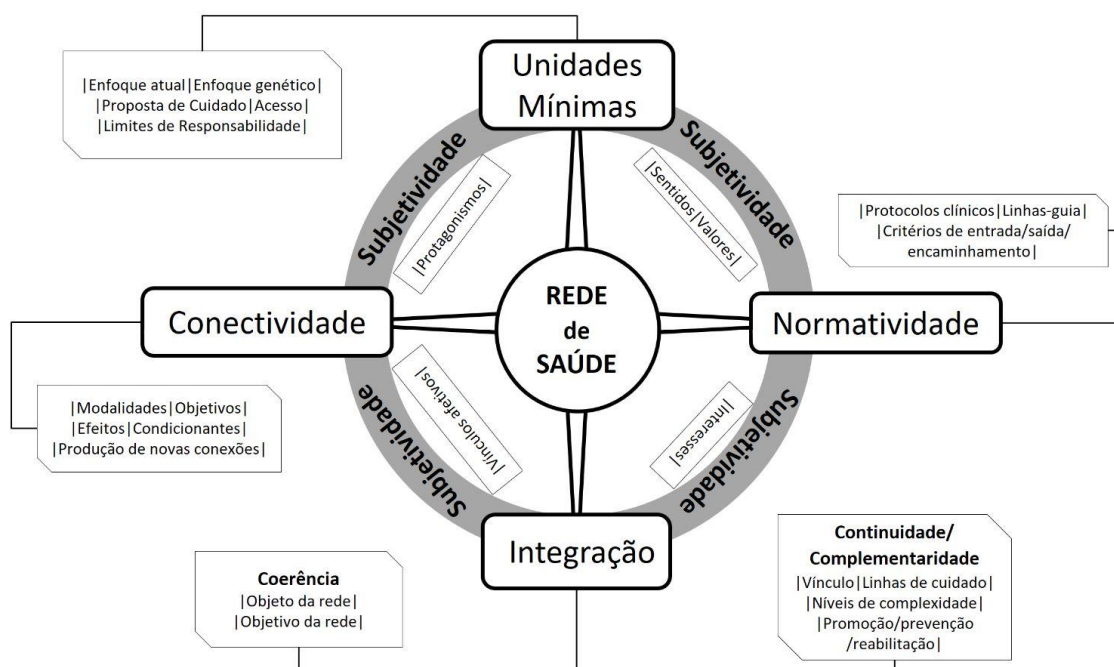 Unidades
Mínimas
|Enfoque atual|Enfoque genético|
|Proposta de Cuidado|Acesso|
|Limites de Responsabilidade|
Subjetividade
Subjetividade
|Protagonismos|
|Sentidos|Valores|
|Protocolos clínicos|Linhas-guia|
|Critérios de entrada/saída/
encaminhamento|
Conectividade
REDE
de
SAÚDE
Normatividade
|Modalidades|Objetivos|
|Efeitos|Condicionantes|
|Produção de novas conexões|
|Vínculos afetivos|
|Interesses|
Subjetividade
Subjetividade
Integração
Coerência
|Objeto da rede|
|Objetivo da rede|
Continuidade/
Complementaridade
|Vínculo|Linhas de cuidado|
|Níveis de complexidade|
|Promoção/prevenção
/reabilitação|